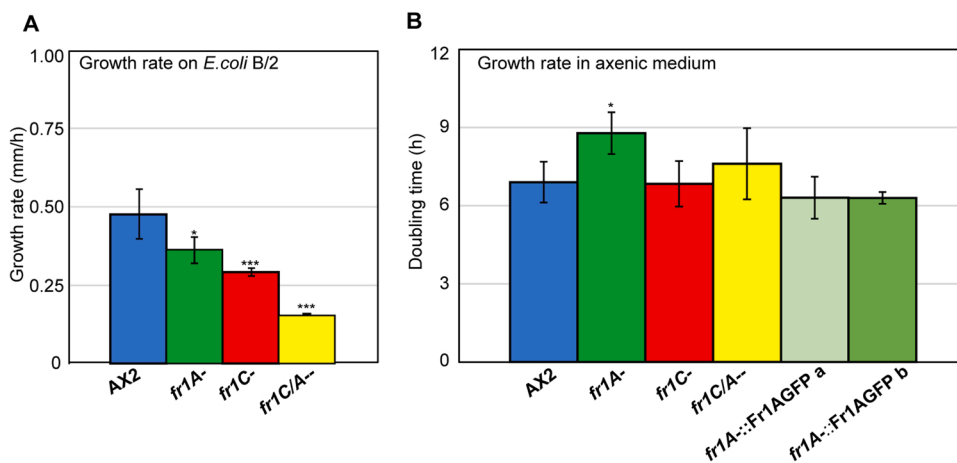 A
Growth rate on E.coli B/2
Growth rate (mm/h)
1.00
0.75
0.50
0.25
0
*
***
***
AX2
fr1A-
fr1C-
fr1C/A--
B
Growth rate in axenic medium
Doubling time (h)
12
9
6
3
0
*
AX2
fr1A-
fr1C-
fr1C/A--
fr1A-::Fr1AGFP a
fr1A-::Fr1AGFP b